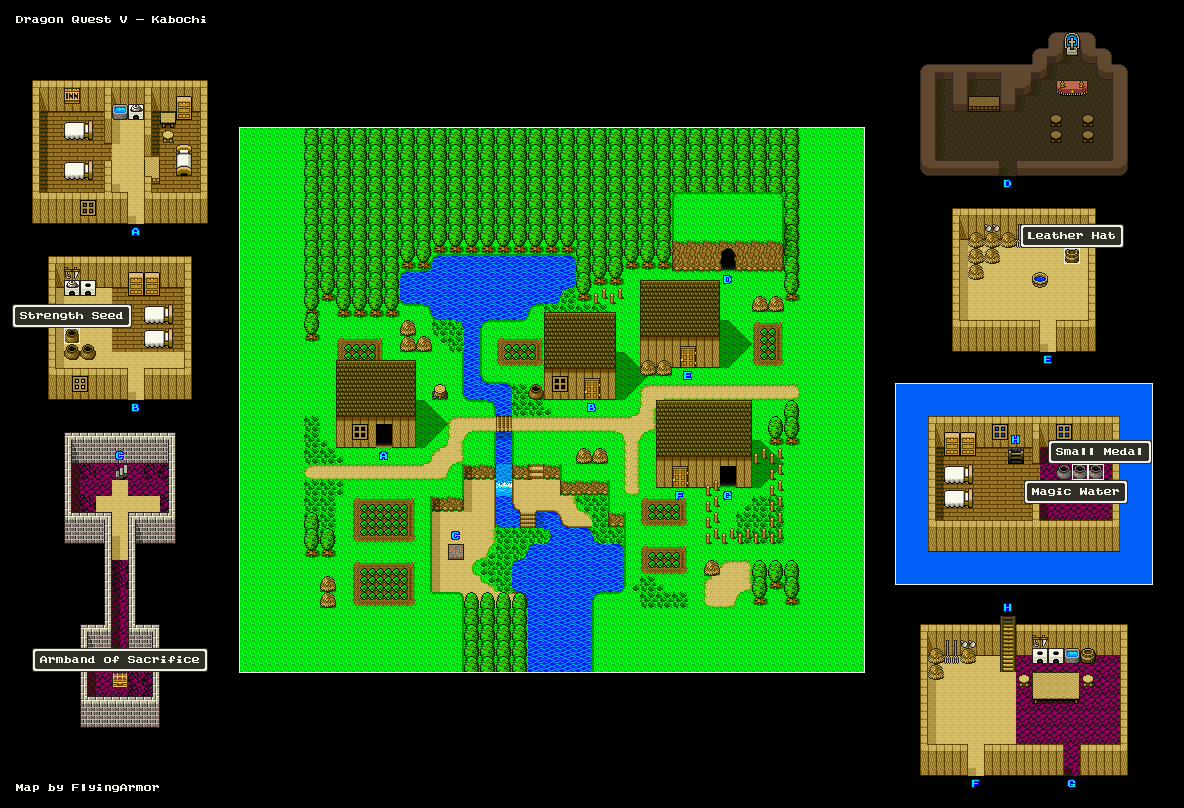 Dragon Quest V — Kabochi
INN
A
Strength Seed
B
C
Armband of Sacrifice
Map by FlyingArmor
D
E
B
A
F
G
C
D
Leather Hat
E
H
Small Medal
Magic Water
H
F
G